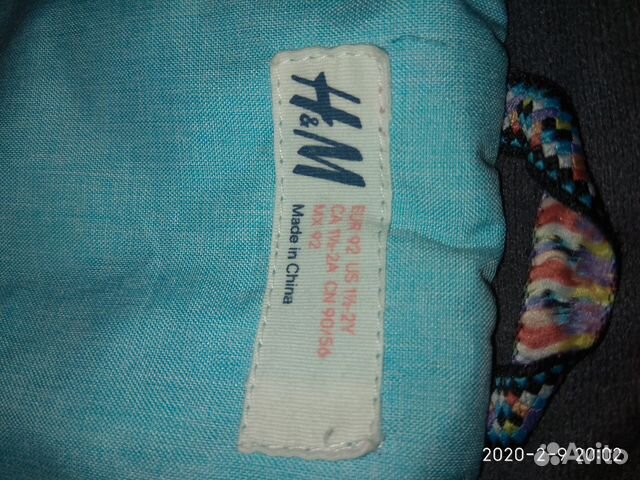 H&M
EUR 92 US 1½-2Y
CA 1½-2A CN 90/56
MX 92
Made in China
2020-2-9 20:02
Avito